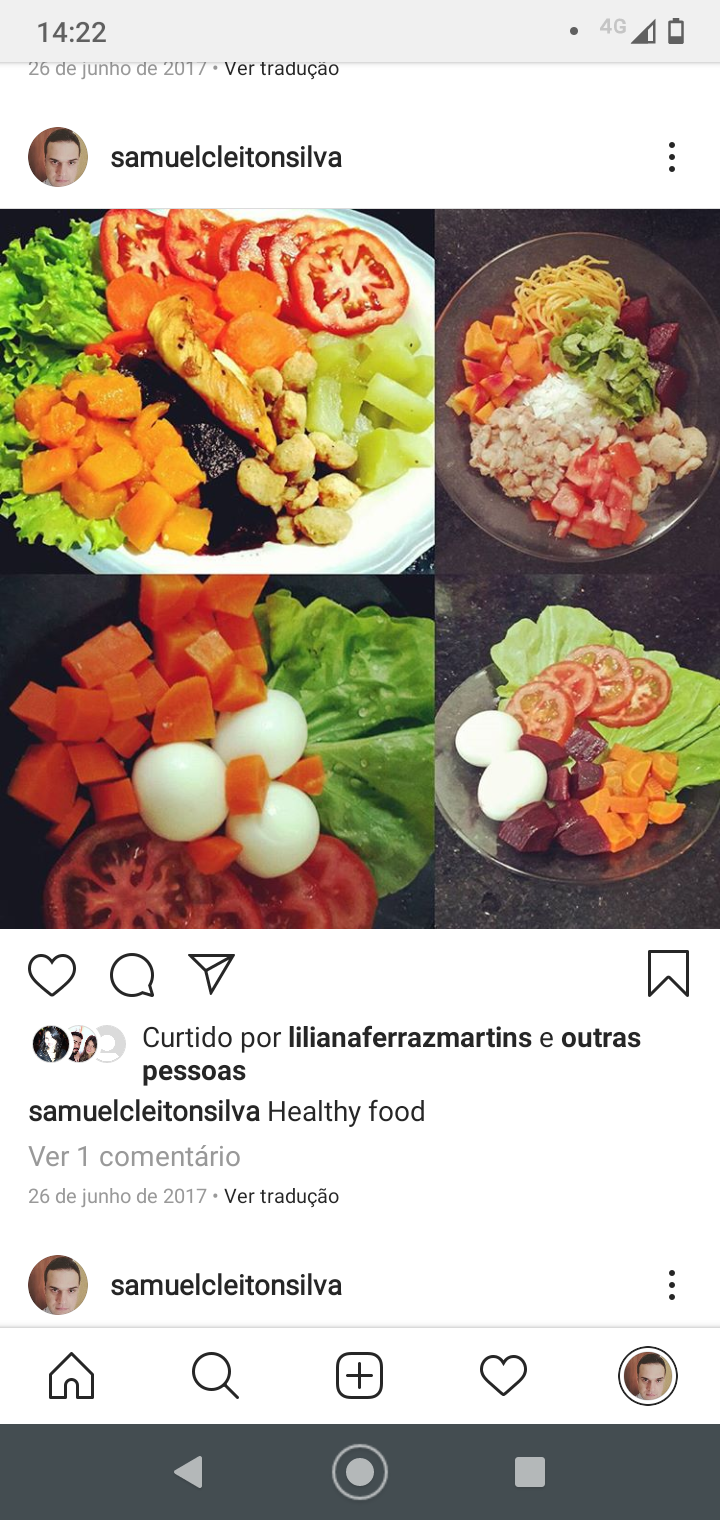 14:22
4G
26 de junho de 2017 • Ver tradução
samuelcleitonsilva
Curtido por lilianaferrazmartins e outras
pessoas
samuelcleitonsilva Healthy food
Ver 1 comentário
26 de junho de 2017 • Ver tradução
samuelcleitonsilva